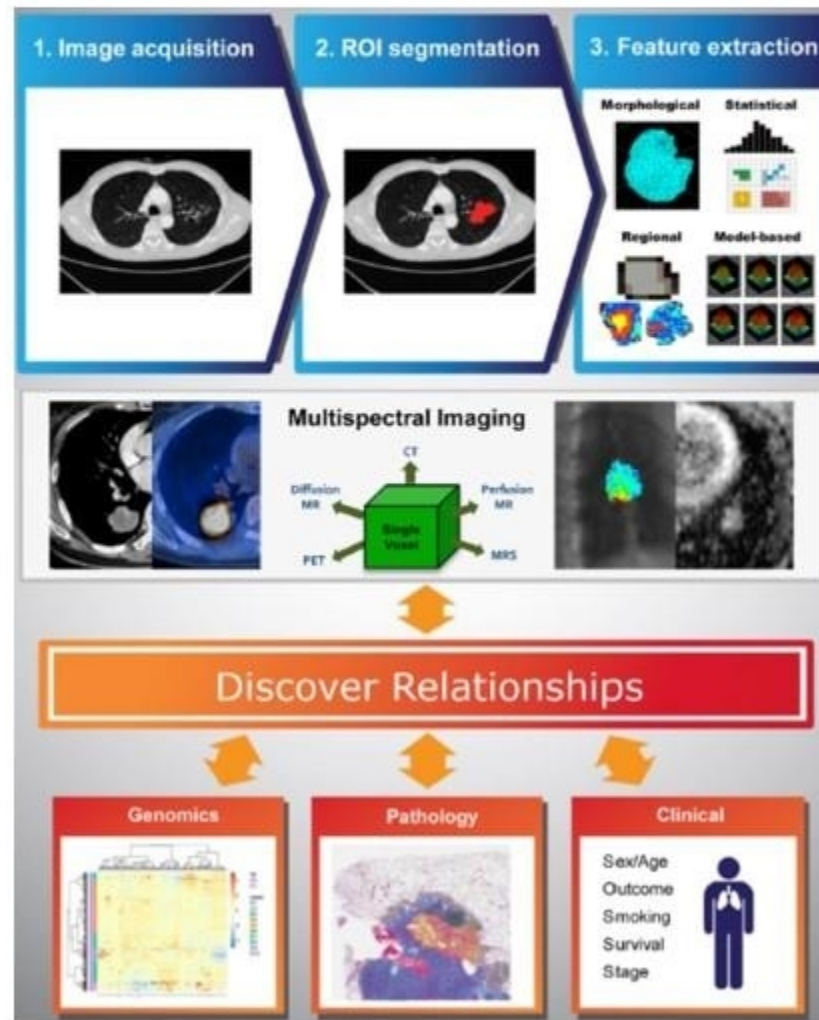 1. Image acquisition
2. ROI segmentation
3. Feature extraction
Morphological
Statistical
Regional
Model-based
Multispectral Imaging
CT
Diffusion
MR
Perfusion
MR
Single
Voxel
PET
MRS
Discover Relationships
Genomics
Pathology
Clinical
Sex/Age
Outcome
Smoking
Survival
Stage